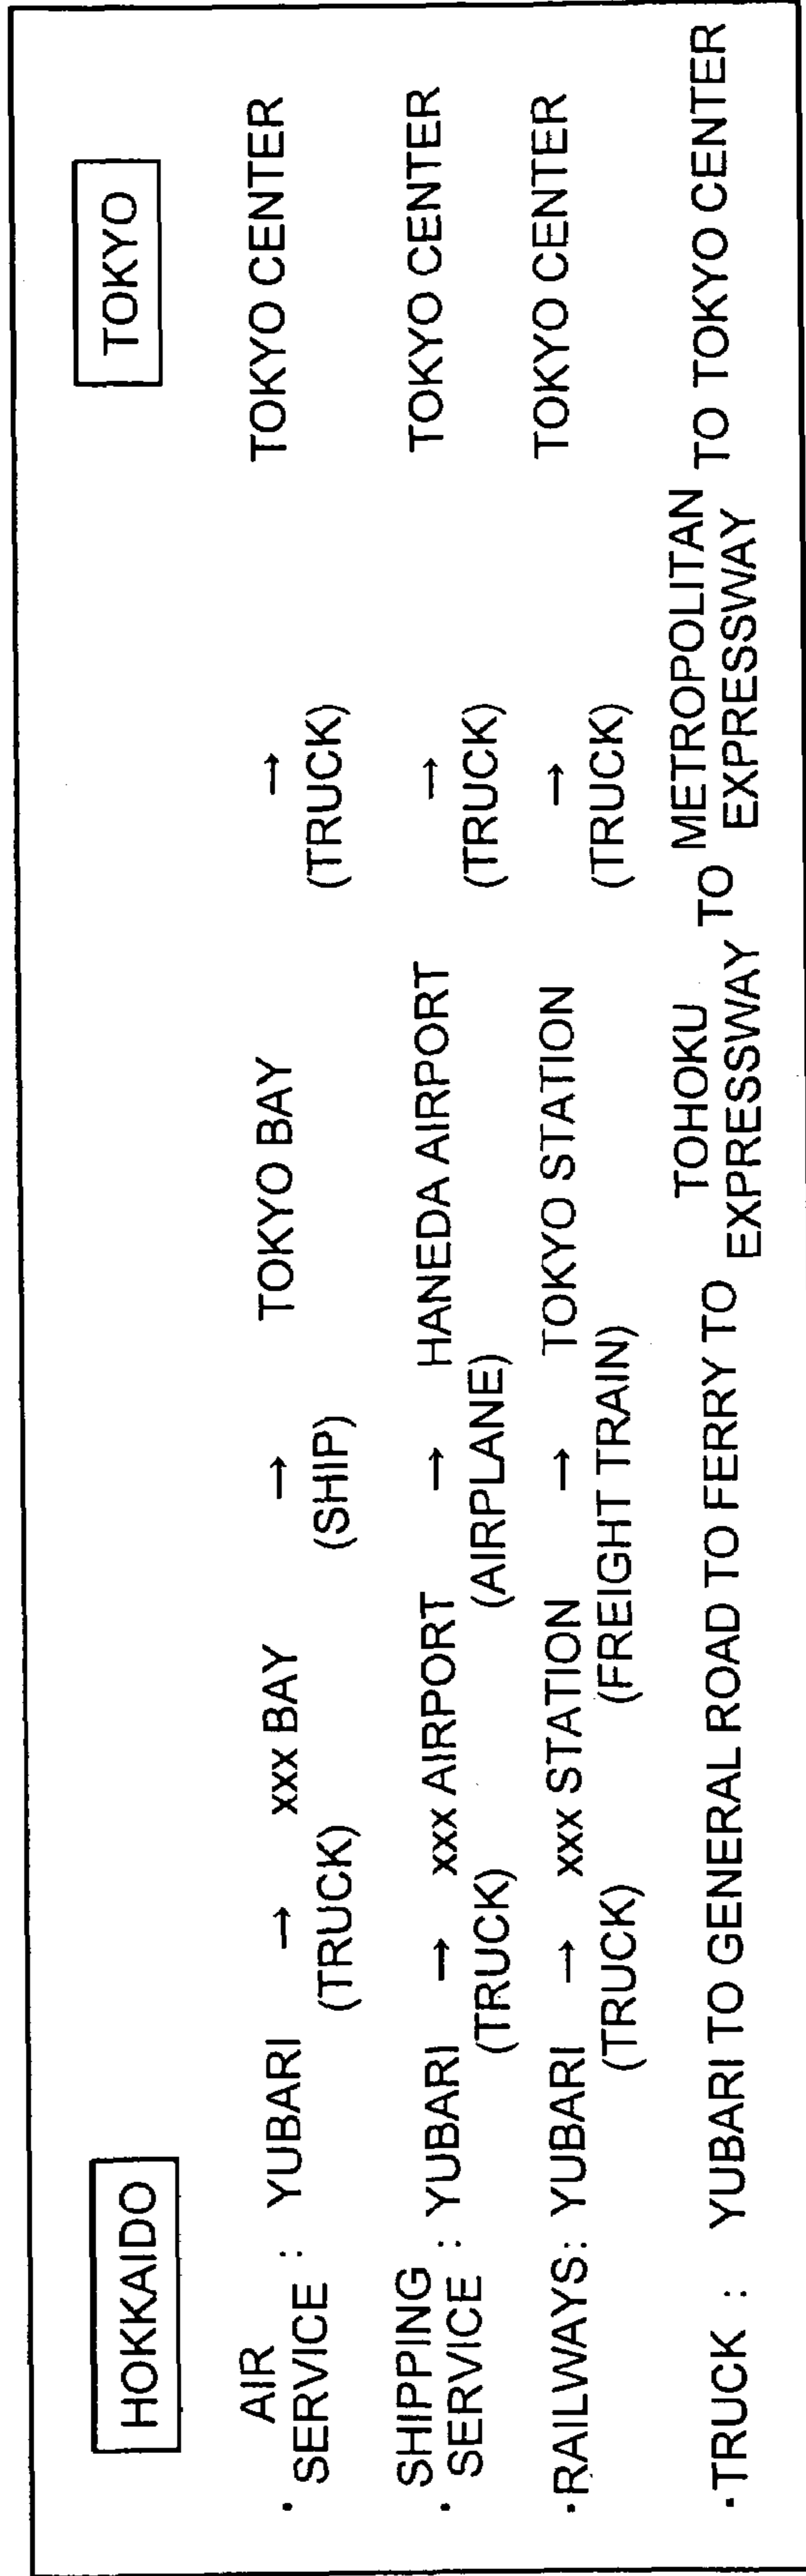 HOKKAIDO TOKYO
AIR
・ SERVICE : YUBARI → xxx BAY → TOKYO BAY → TOKYO CENTER
(TRUCK) (SHIP) (TRUCK)
SHIPPING
・ SERVICE : YUBARI → xxx AIRPORT → HANEDA AIRPORT → TOKYO CENTER
(TRUCK) (AIRPLANE) (TRUCK)
・RAILWAYS: YUBARI → xxx STATION → TOKYO STATION → TOKYO CENTER
(TRUCK) (FREIGHT TRAIN) (TRUCK)
TOHOKU METROPOLITAN
・TRUCK : YUBARI TO GENERAL ROAD TO FERRY TO EXPRESSWAY TO EXPRESSWAY TO TOKYO CENTER